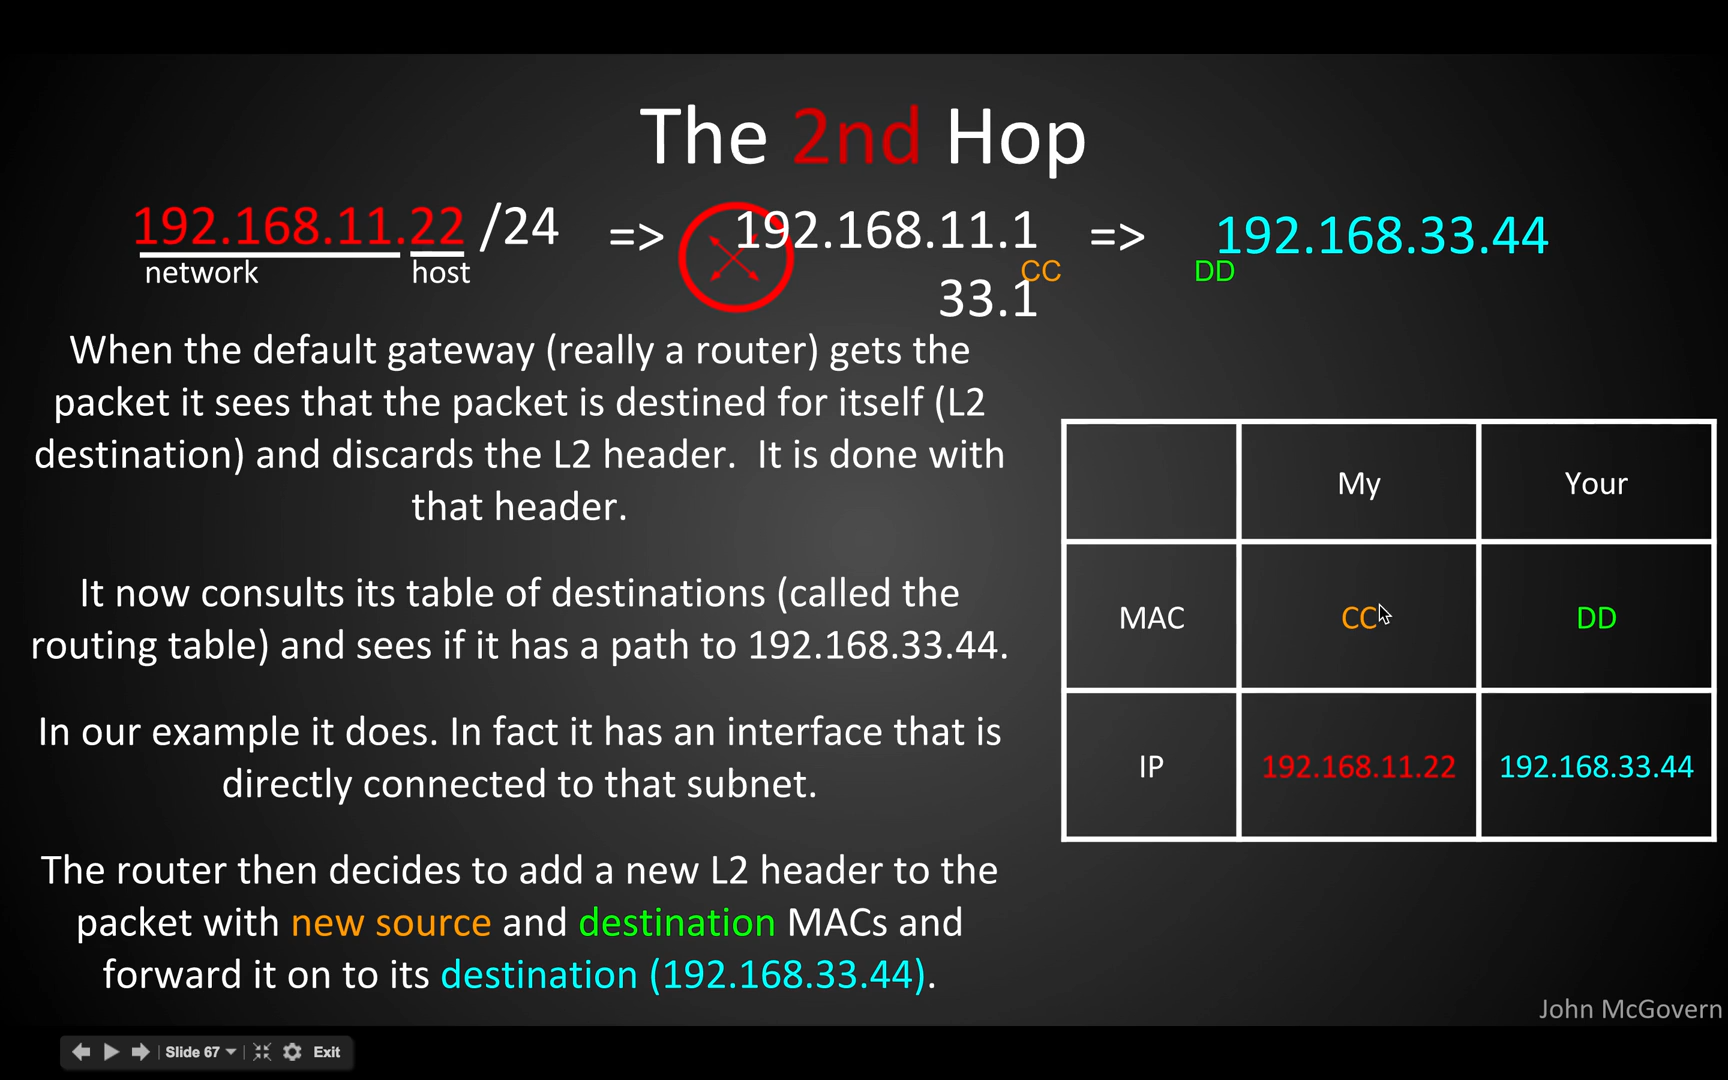 The 2nd Hop
192.168.11.22 /24 => 192.168.11.1 => 192.168.33.44
network host CC DD
33.1
When the default gateway (really a router) gets the
packet it sees that the packet is destined for itself (L2
destination) and discards the L2 header.  It is done with
that header.
It now consults its table of destinations (called the
routing table) and sees if it has a path to 192.168.33.44.
In our example it does. In fact it has an interface that is
directly connected to that subnet.
The router then decides to add a new L2 header to the
packet with new source and destination MACs and
forward it on to its destination (192.168.33.44).
My Your
MAC CC DD
IP 192.168.11.22 192.168.33.44
John McGovern
Slide 67 Exit